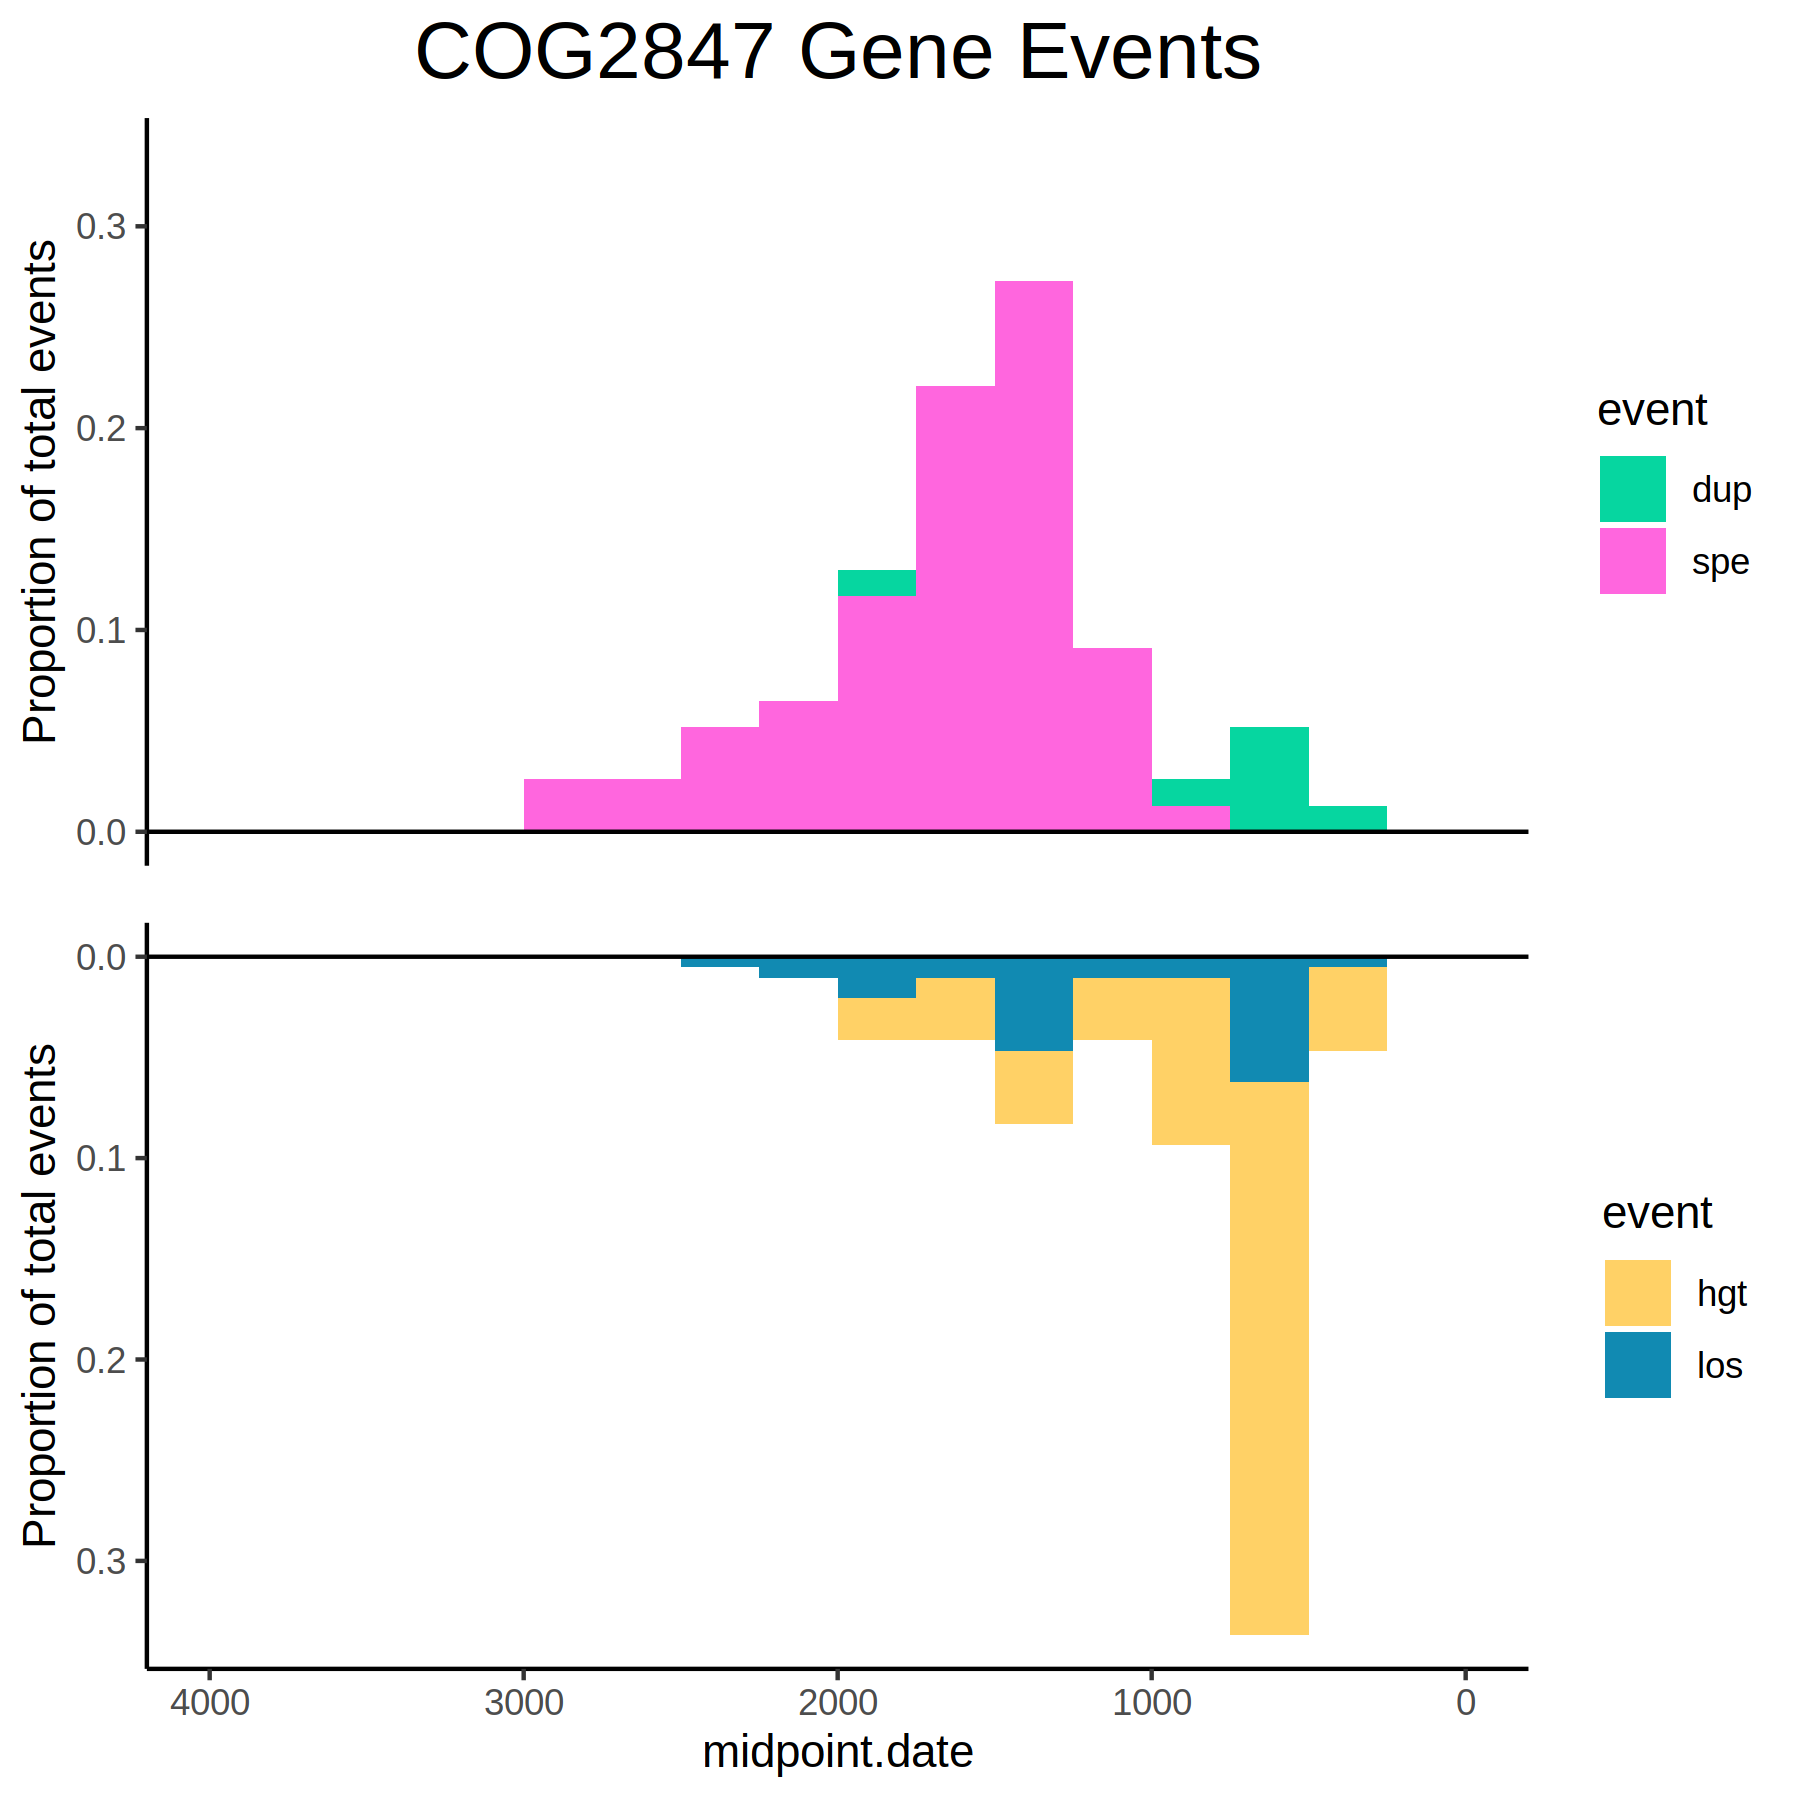 COG2847 Gene Events
Proportion of total events
0.3
0.2
0.1
0.0
event
dup
spe
Proportion of total events
0.0
0.1
0.2
0.3
event
hgt
los
4000 3000 2000 1000 0
midpoint.date